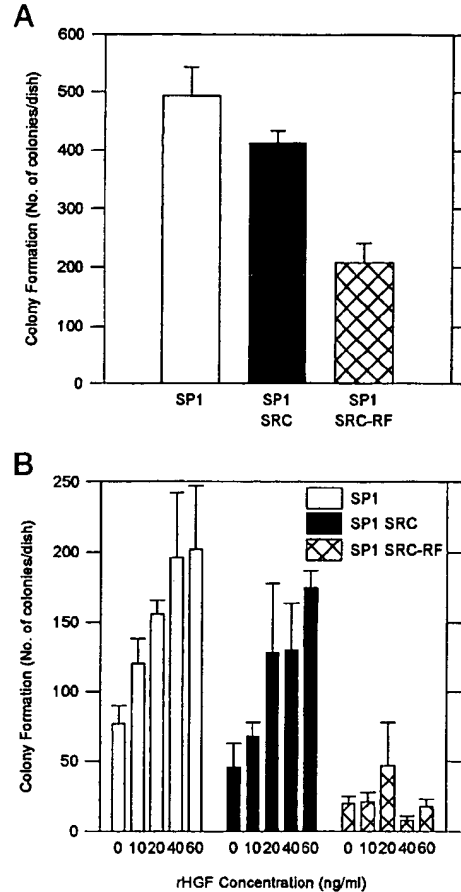 A
Colony Formation (No. of colonies/dish)
600
500
400
300
200
100
0
SP1
SP1
SRC
SP1
SRC-RF
B
Colony Formation (No. of colonies/dish)
250
200
150
100
50
0
SP1
SP1 SRC
SP1 SRC-RF
0 10 20 40 60 0 10 20 40 60 0 10 20 40 60
rHGF Concentration (ng/ml)